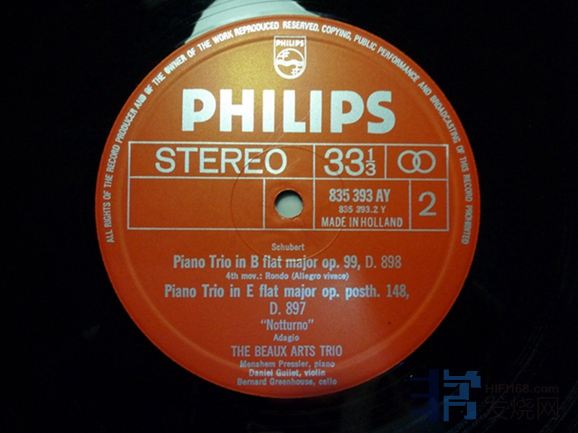 ALL RIGHTS OF THE RECORD PRODUCER AND OF THE OWNER OF THE WORK REPRODUCED RESERVED. COPYING, PUBLIC PERFORMANCE AND BROADCASTING OF THIS RECORD PROHIBITED
PHILIPS
PHILIPS
STEREO 33 1/3
835 393 AY
835 393.2 Y 2
MADE IN HOLLAND
Schubert
Piano Trio in B flat major op. 99, D. 898
4th mov.: Rondo (Allegro vivace)
Piano Trio in E flat major op. posth. 148,
D. 897
"Notturno"
Adagio
THE BEAUX ARTS TRIO
Menahem Pressler, piano
Daniel Guilet, violin
Bernard Greenhouse, cello
HIFI168.com
发烧网